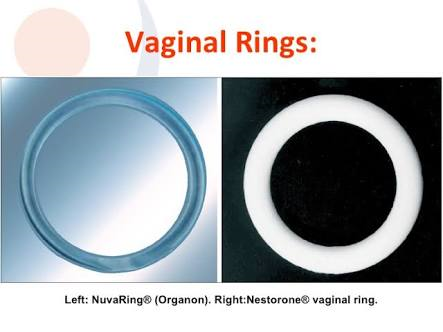 Vaginal Rings:
Left: NuvaRing® (Organon). Right:Nestorone® vaginal ring.